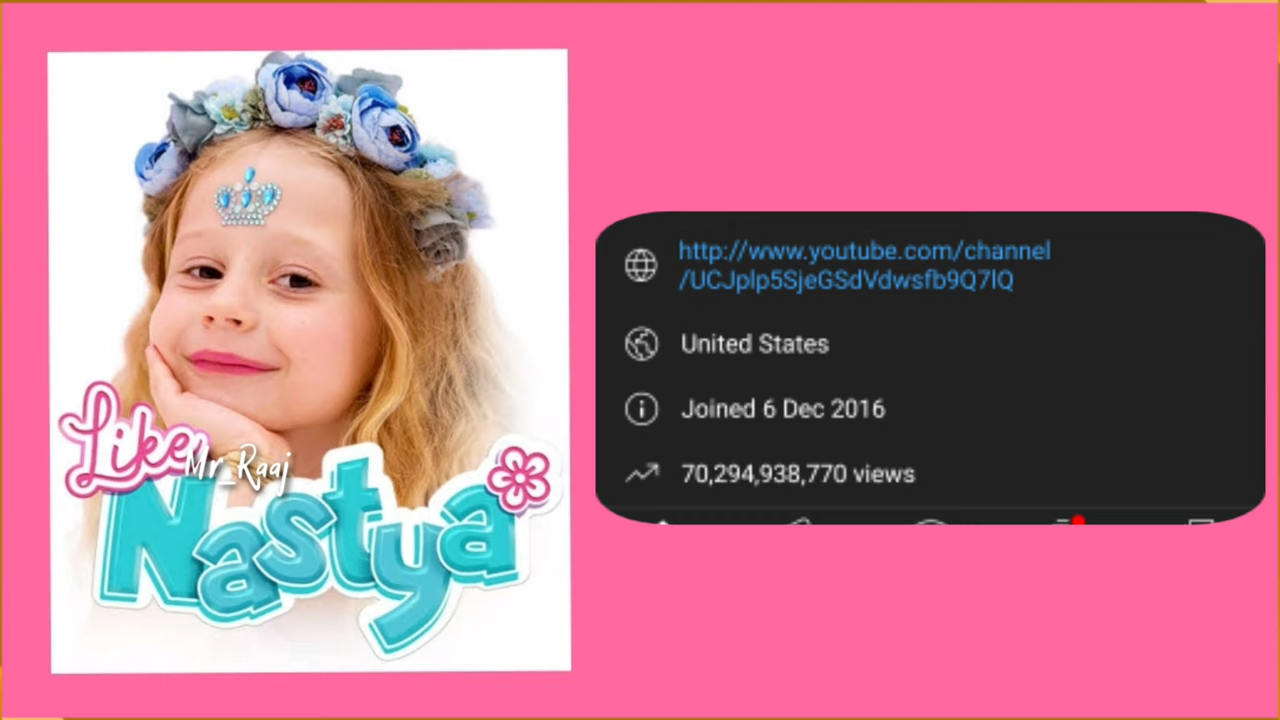 Like
Mr_Raaj
Nastya
http://www.youtube.com/channel
/UCJplp5SjeGSdVdwsfb9Q7lQ
United States
Joined 6 Dec 2016
70,294,938,770 views